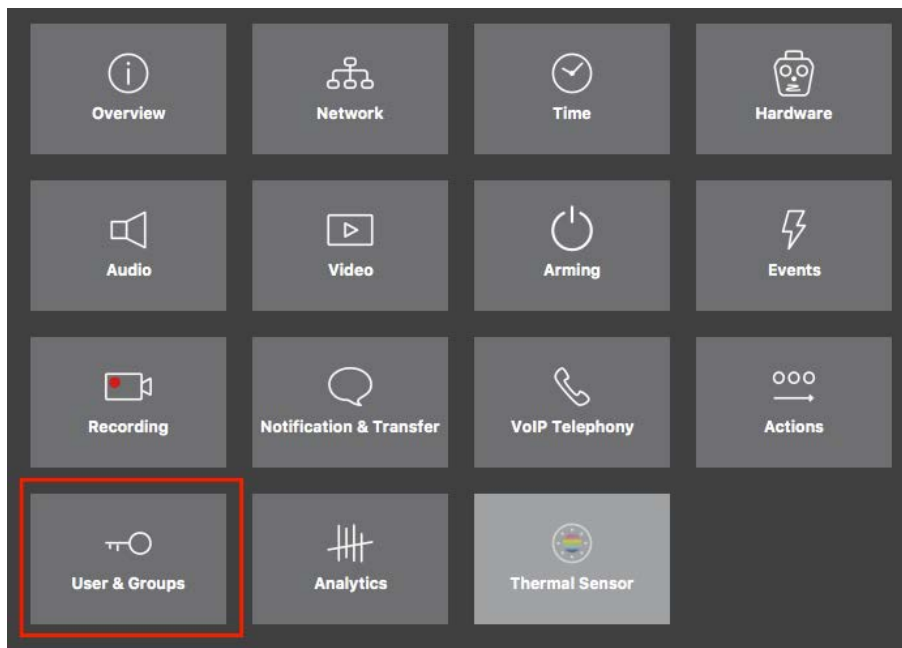 Overview
Network
Time
Hardware
Audio
Video
Arming
Events
Recording
Notification & Transfer
VoIP Telephony
Actions
User & Groups
Analytics
Thermal Sensor